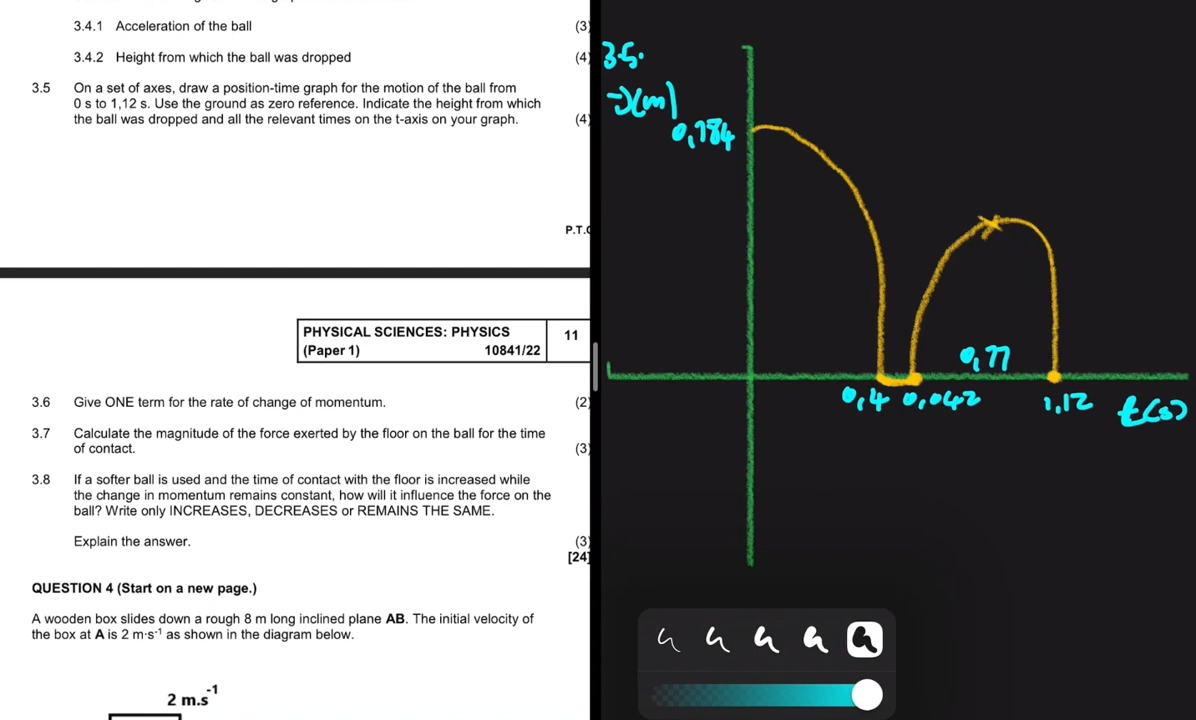 3.4.1 Acceleration of the ball (3)
3.4.2 Height from which the ball was dropped (4)
3.5 On a set of axes, draw a position-time graph for the motion of the ball from
0 s to 1,12 s. Use the ground as zero reference. Indicate the height from which
the ball was dropped and all the relevant times on the t-axis on your graph. (4)
P.T.O
PHYSICAL SCIENCES: PHYSICS 11
(Paper 1) 10841/22
3.6 Give ONE term for the rate of change of momentum. (2)
3.7 Calculate the magnitude of the force exerted by the floor on the ball for the time
of contact. (3)
3.8 If a softer ball is used and the time of contact with the floor is increased while
the change in momentum remains constant, how will it influence the force on the
ball? Write only INCREASES, DECREASES or REMAINS THE SAME.
Explain the answer. (3)
[24]
QUESTION 4 (Start on a new page.)
A wooden box slides down a rough 8 m long inclined plane AB. The initial velocity of
the box at A is 2 m·s⁻¹ as shown in the diagram below.
2 m.s⁻¹
3.5.
(m)
0,784
0,77
0,4 0,042 1,12 t(s)